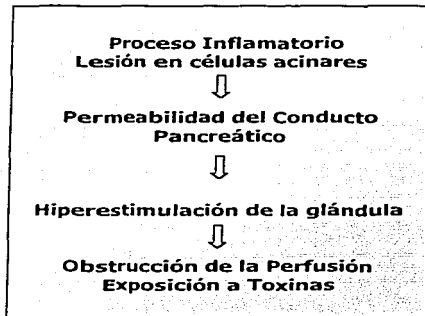 Proceso Inflamatorio
Lesión en células acinares
Permeabilidad del Conducto
Pancreático
Hiperestimulación de la glándula
Obstrucción de la Perfusión
Exposición a Toxinas